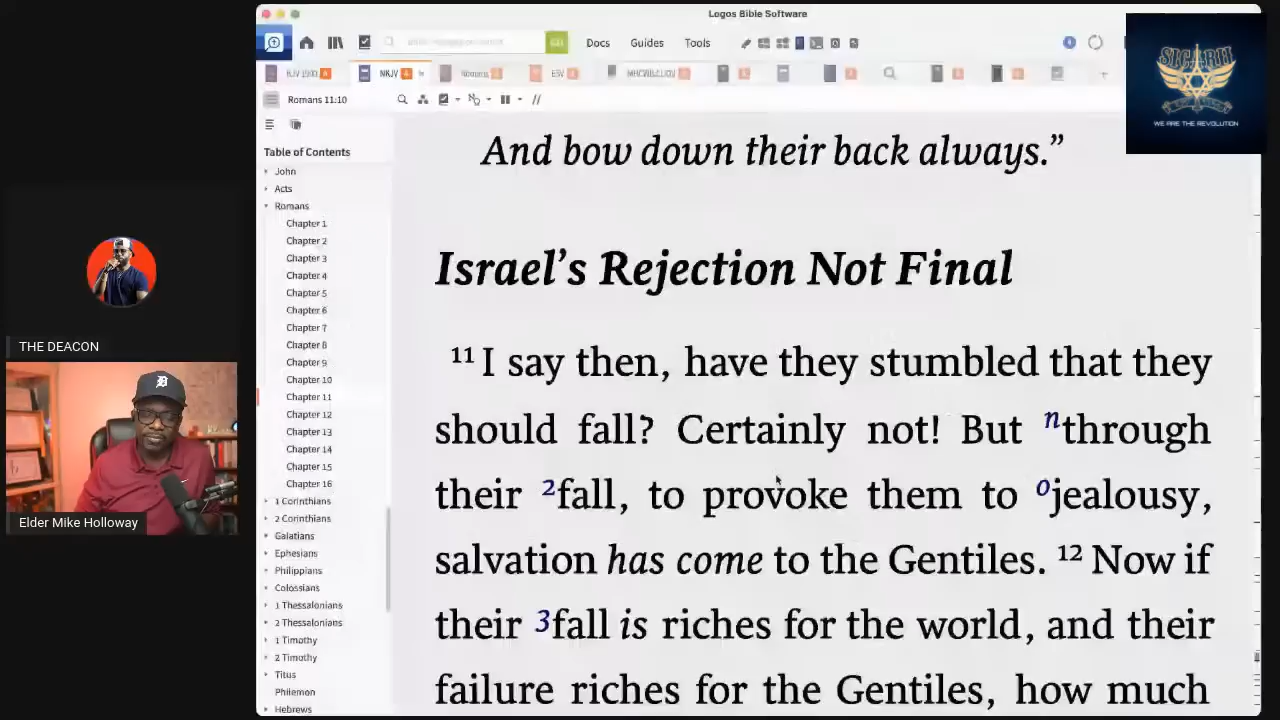 Logos Bible Software
Docs Guides Tools
NKJV
ESV
Romans 11:10
Table of Contents
John
Acts
Romans
Chapter 1
Chapter 2
Chapter 3
Chapter 4
Chapter 5
Chapter 6
Chapter 7
Chapter 8
Chapter 9
Chapter 10
Chapter 11
Chapter 12
Chapter 13
Chapter 14
Chapter 15
Chapter 16
1 Corinthians
2 Corinthians
Galatians
Ephesians
Philippians
Colossians
1 Thessalonians
2 Thessalonians
1 Timothy
2 Timothy
Titus
Philemon
Hebrews
And bow down their back always.”
Israel’s Rejection Not Final
11 I say then, have they stumbled that they
should fall? Certainly not! But nthrough
their 2fall, to provoke them to ojealousy,
salvation has come to the Gentiles. 12 Now if
their 3fall is riches for the world, and their
failure riches for the Gentiles, how much
SICARII
WE ARE THE REVOLUTION
THE DEACON
Elder Mike Holloway